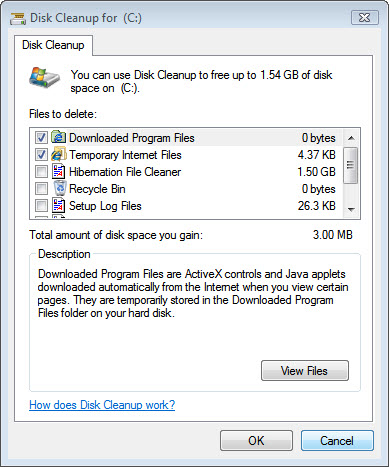 Disk Cleanup for (C:)
Disk Cleanup
You can use Disk Cleanup to free up to 1.54 GB of disk
space on (C:).
Files to delete:
Downloaded Program Files 0 bytes
Temporary Internet Files 4.37 KB
Hibernation File Cleaner 1.50 GB
Recycle Bin 0 bytes
Setup Log Files 26.3 KB
Total amount of disk space you gain: 3.00 MB
Description
Downloaded Program Files are ActiveX controls and Java applets
downloaded automatically from the Internet when you view certain
pages. They are temporarily stored in the Downloaded Program
Files folder on your hard disk.
View Files
How does Disk Cleanup work?
OK Cancel